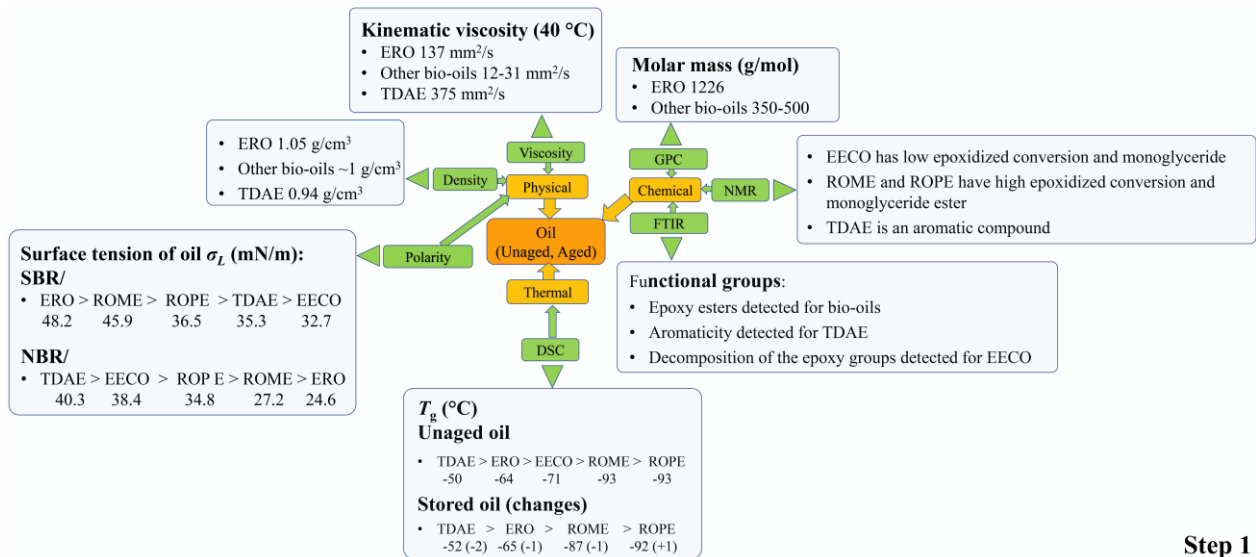 Kinematic viscosity (40 °C)
• ERO 137 mm²/s
• Other bio-oils 12-31 mm²/s
• TDAE 375 mm²/s
Molar mass (g/mol)
• ERO 1226
• Other bio-oils 350-500
• ERO 1.05 g/cm³
• Other bio-oils ~1 g/cm³
• TDAE 0.94 g/cm³
Viscosity
Density
Physical
GPC
Chemical
NMR
FTIR
• EECO has low epoxidized conversion and monoglyceride
• ROME and ROPE have high epoxidized conversion and
monoglyceride ester
• TDAE is an aromatic compound
Oil
(Unaged, Aged)
Polarity
Thermal
DSC
Surface tension of oil σL (mN/m):
SBR/
• ERO > ROME > ROPE > TDAE > EECO
48.2 45.9 36.5 35.3 32.7
NBR/
• TDAE > EECO > ROP E > ROME > ERO
40.3 38.4 34.8 27.2 24.6
Functional groups:
• Epoxy esters detected for bio-oils
• Aromaticity detected for TDAE
• Decomposition of the epoxy groups detected for EECO
Tg (°C)
Unaged oil
• TDAE > ERO > EECO > ROME > ROPE
-50 -64 -71 -93 -93
Stored oil (changes)
• TDAE > ERO > ROME > ROPE
-52 (-2) -65 (-1) -87 (-1) -92 (+1)
Step 1